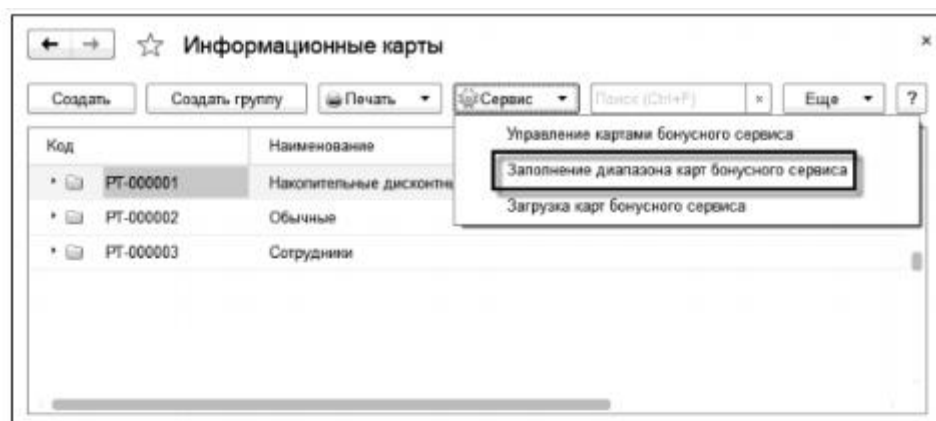 Информационные карты
Создать Создать группу Печать Сервис Поиск (Ctrl+F) × Еще ?
Управление картами бонусного сервиса
Код Наименование
Заполнение диапазона карт бонусного сервиса
РТ-000001 Накопительные дисконтн
Загрузка карт бонусного сервиса
РТ-000002 Обычные
РТ-000003 Сотрудники